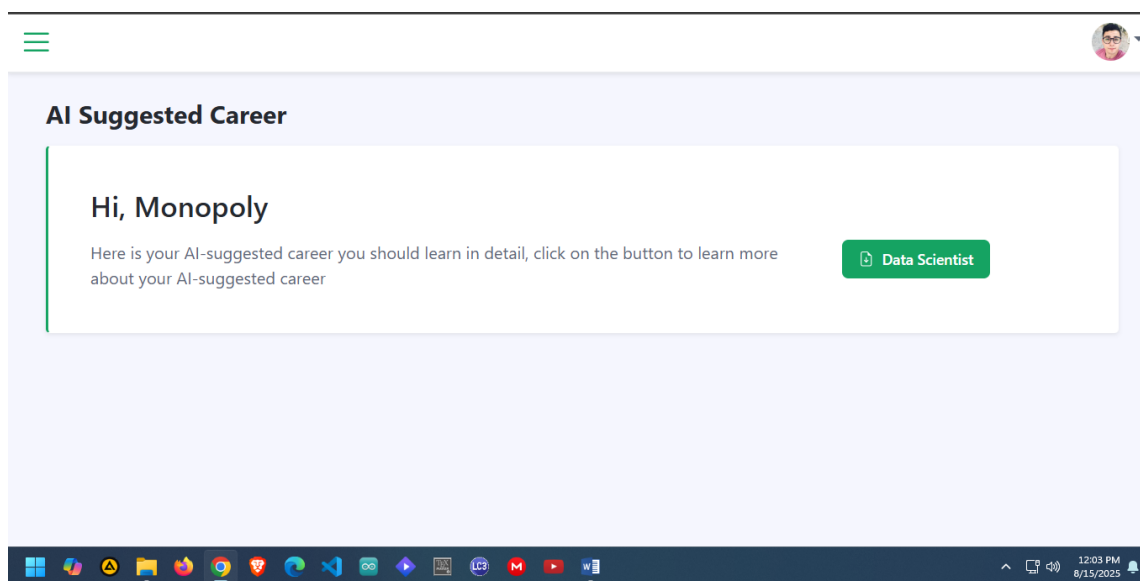 AI Suggested Career
Hi, Monopoly
Here is your AI-suggested career you should learn in detail, click on the button to learn more
about your AI-suggested career
Data Scientist
LC3
M
W
12:03 PM
8/15/2025